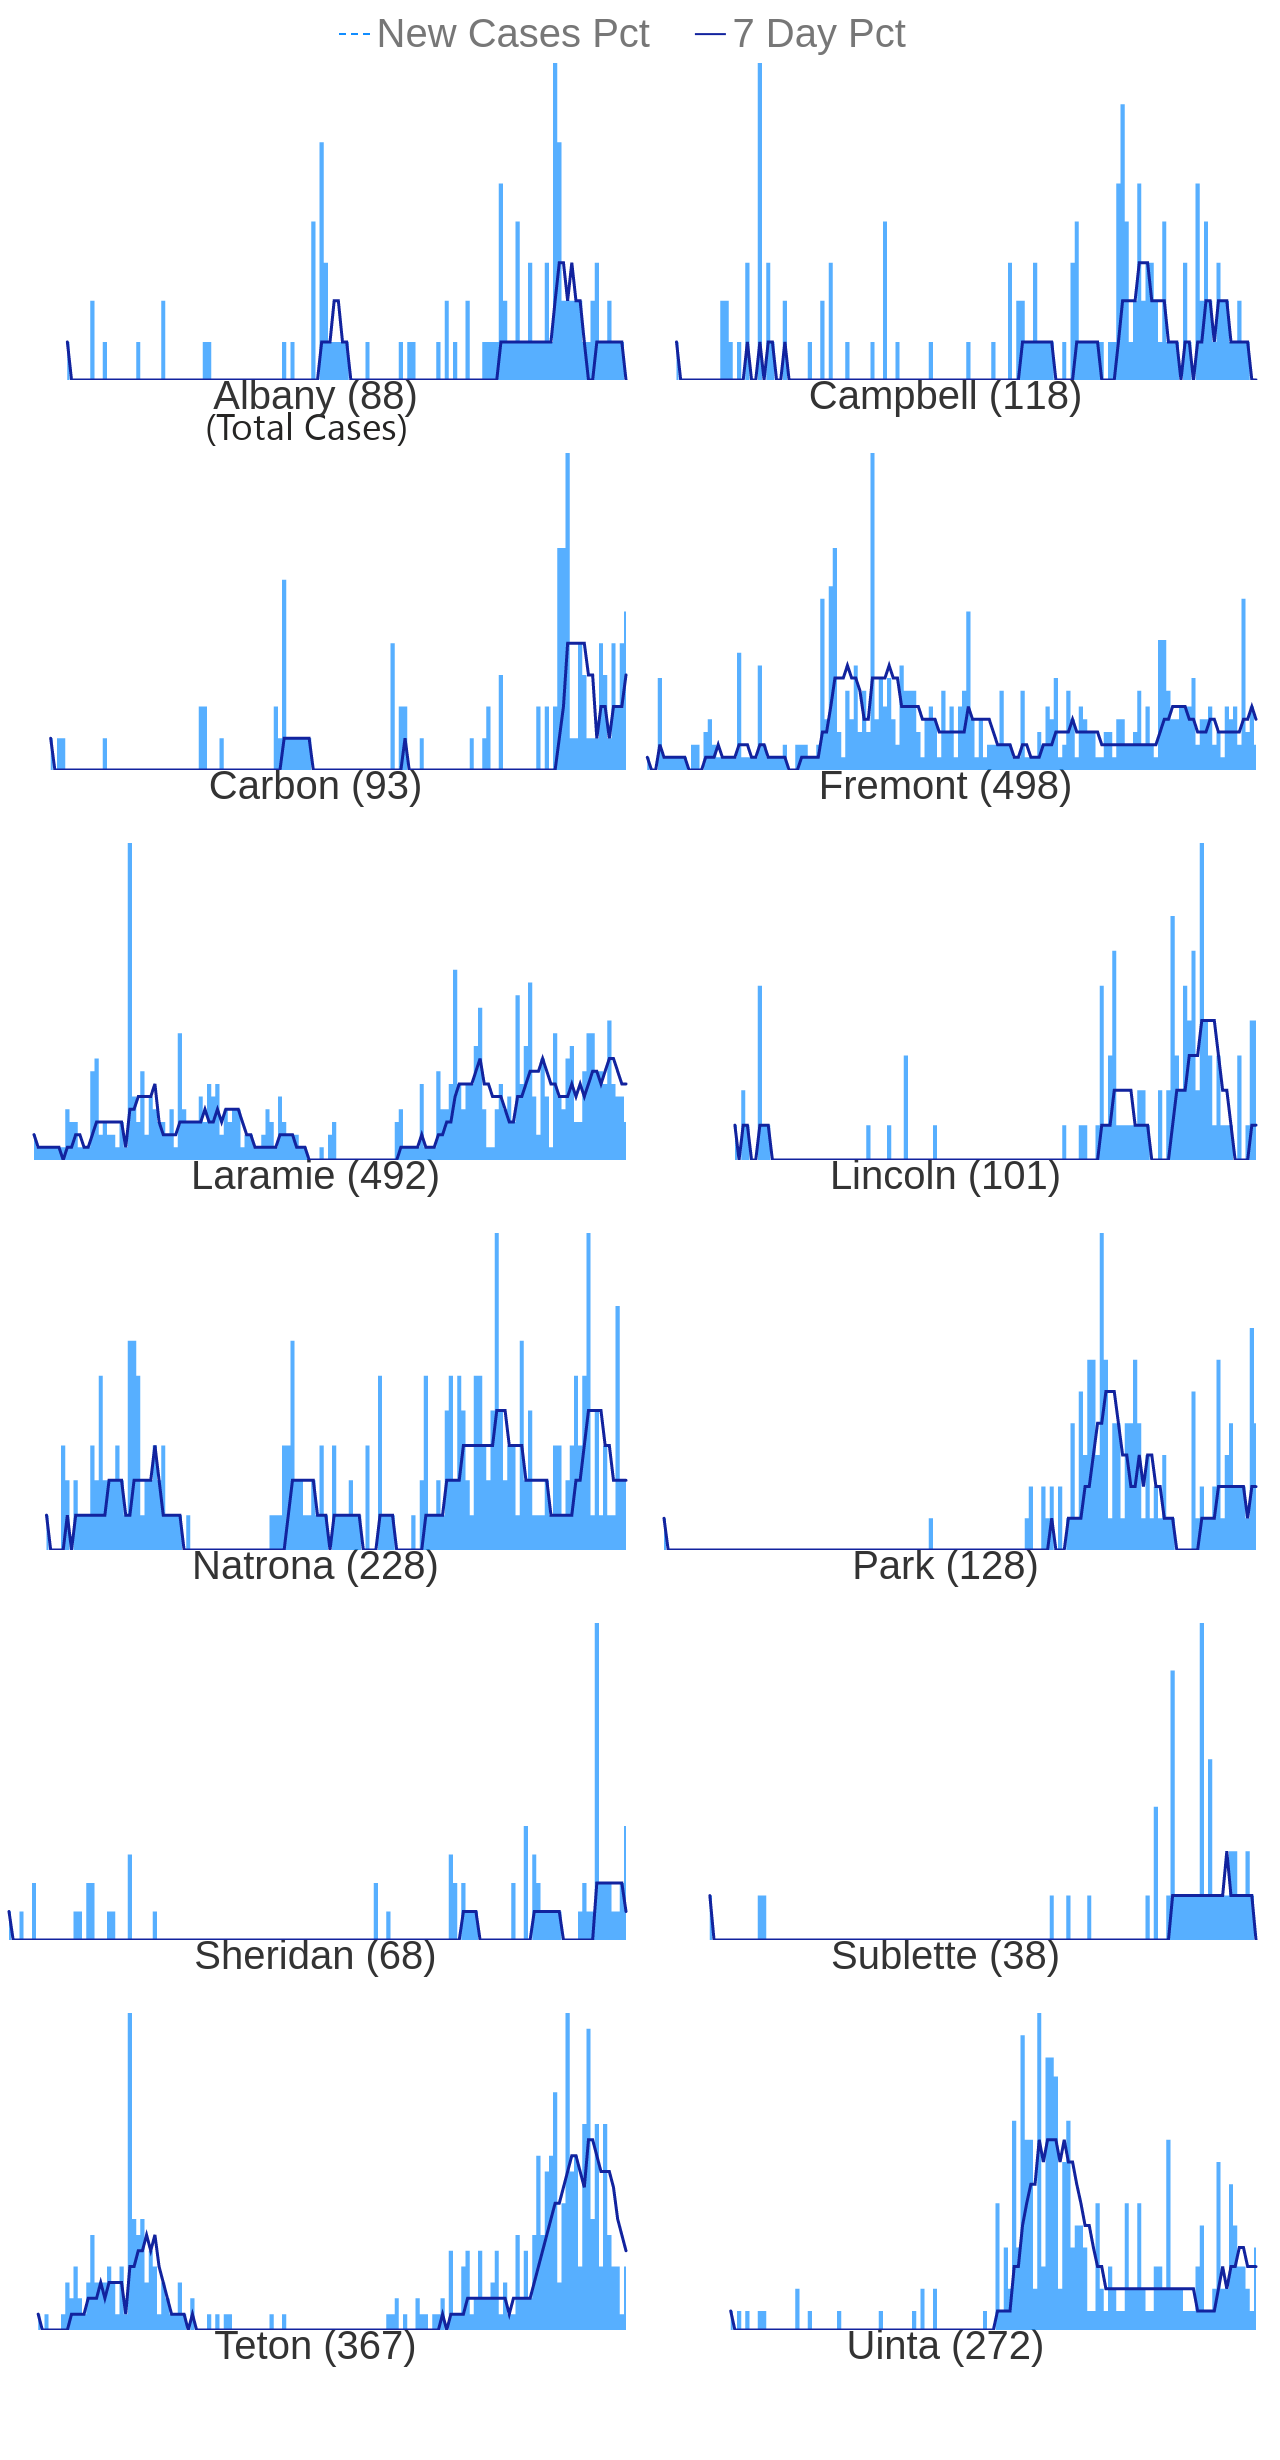 New Cases Pct 7 Day Pct
Albany (88) Campbell (118)
(Total Cases)
Carbon (93) Fremont (498)
Laramie (492) Lincoln (101)
Natrona (228) Park (128)
Sheridan (68) Sublette (38)
Teton (367) Uinta (272)